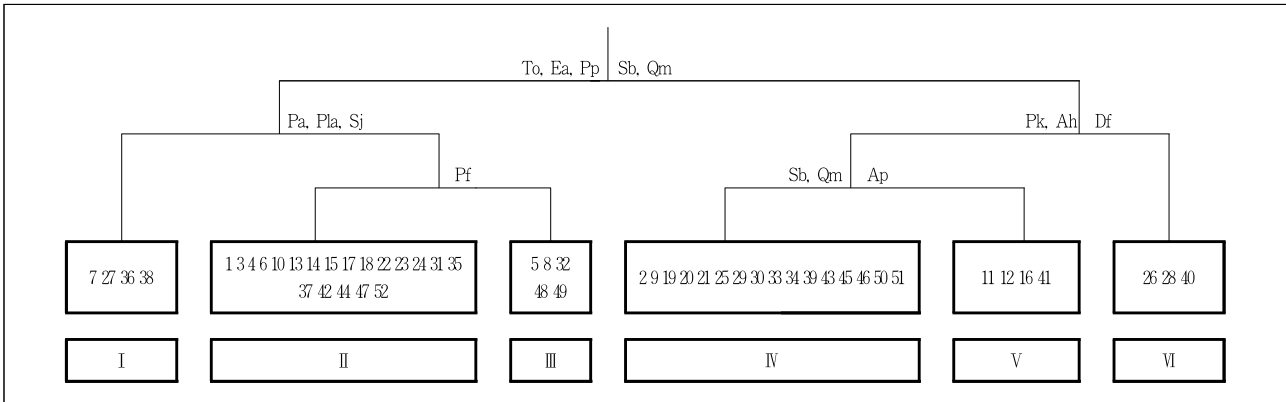 To, Ea, Pp Sb, Qm
Pa, Pla, Sj
Pk, Ah Df
Pf
Sb, Qm Ap
7 27 36 38
1 3 4 6 10 13 14 15 17 18 22 23 24 31 35
37 42 44 47 52
5 8 32
48 49
2 9 19 20 21 25 29 30 33 34 39 43 45 46 50 51
11 12 16 41
26 28 40
Ⅰ
Ⅱ
Ⅲ
Ⅳ
Ⅴ
Ⅵ